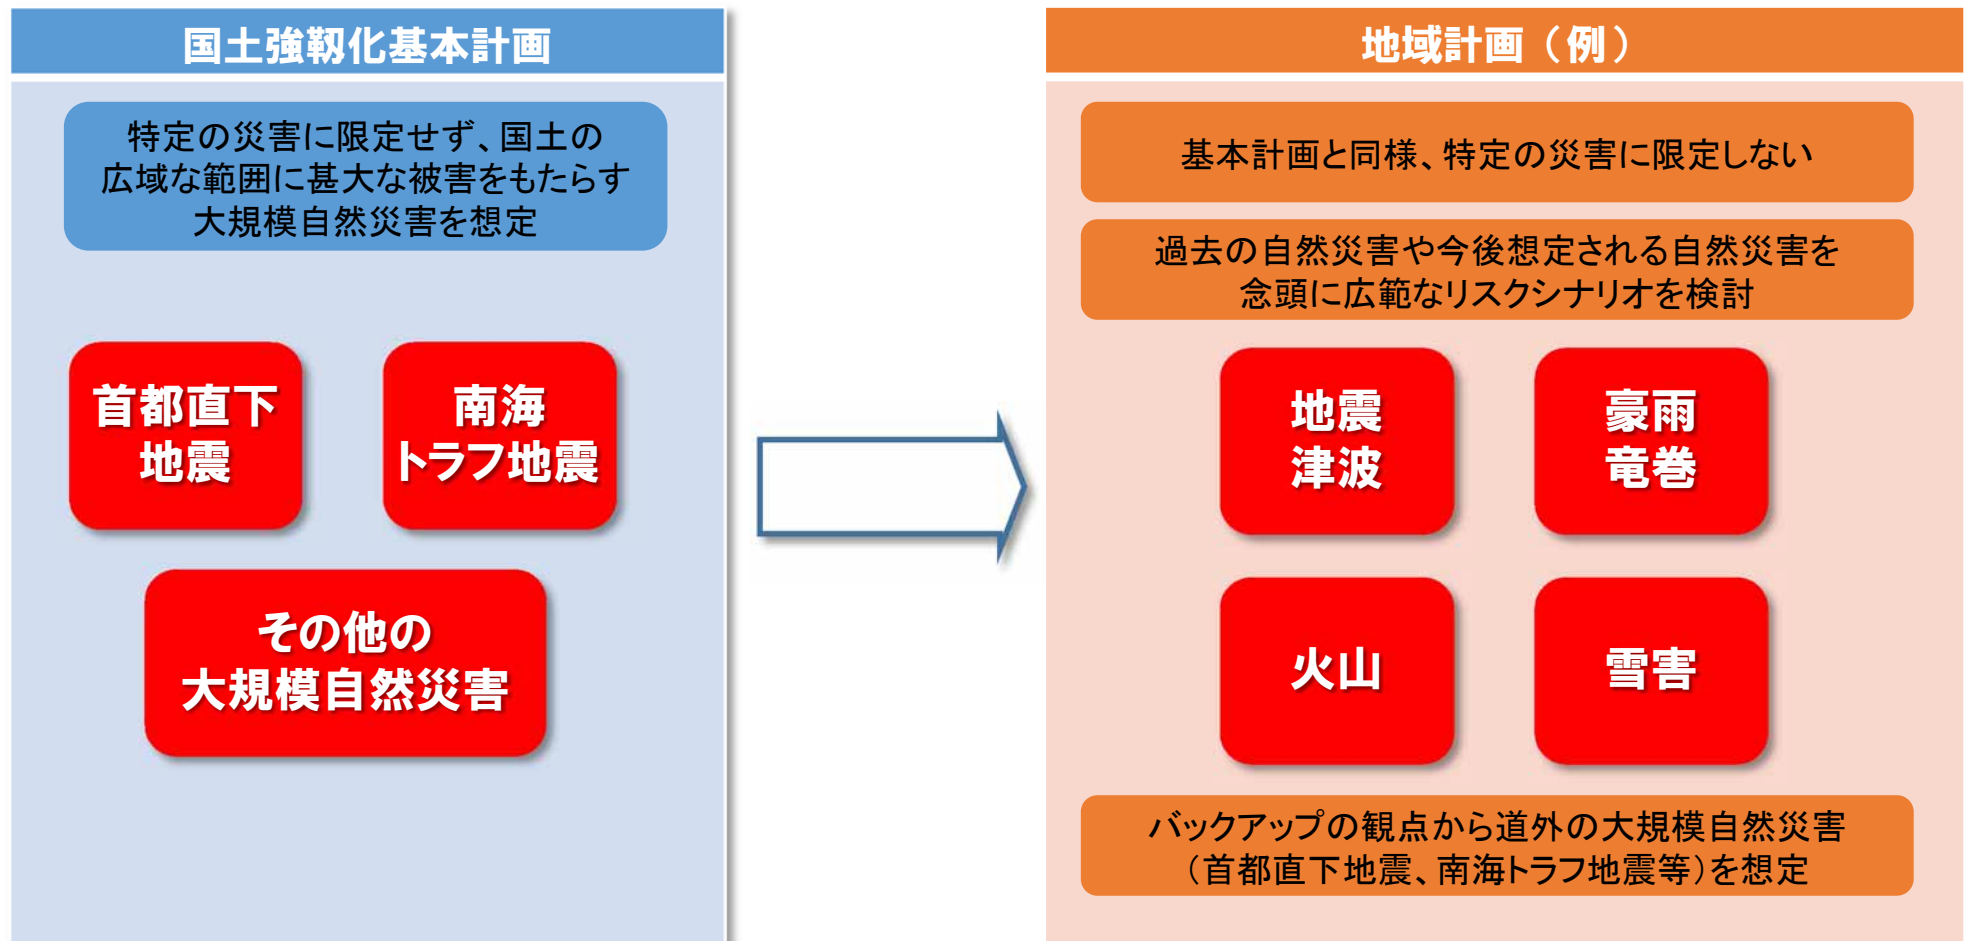 国土強靱化基本計画
特定の災害に限定せず、国土の
広域な範囲に甚大な被害をもたらす
大規模自然災害を想定
首都直下
地震
南海
トラフ地震
その他の
大規模自然災害
地域計画（例）
基本計画と同様、特定の災害に限定しない
過去の自然災害や今後想定される自然災害を
念頭に広範なリスクシナリオを検討
地震
津波
豪雨
竜巻
火山
雪害
バックアップの観点から道外の大規模自然災害
（首都直下地震、南海トラフ地震等）を想定